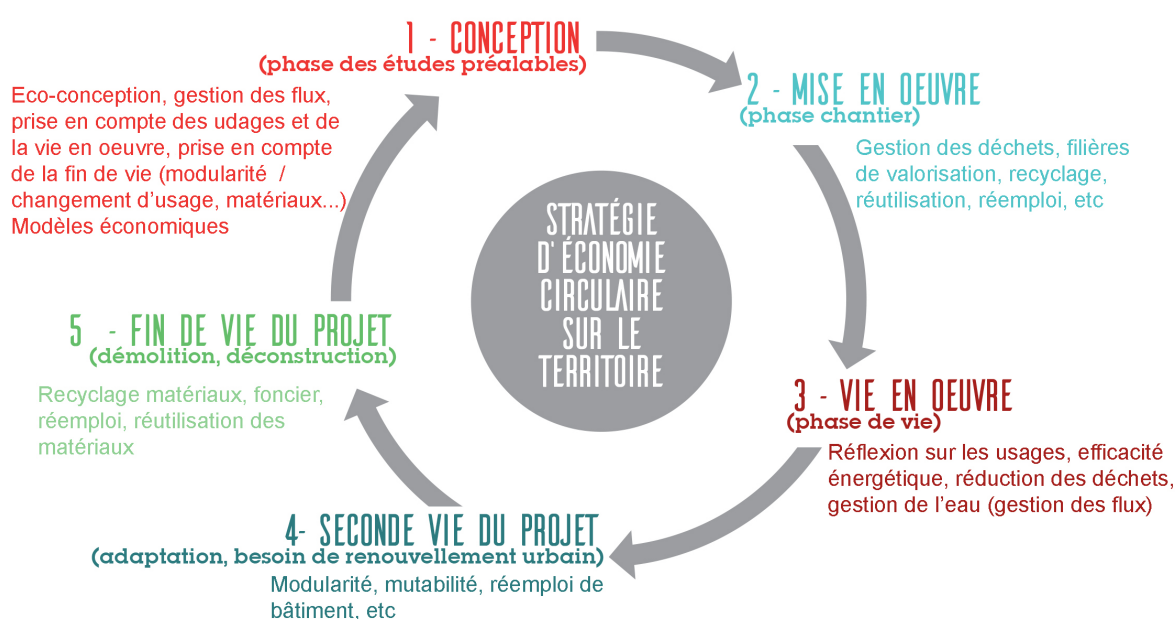 1 - CONCEPTION
(phase des études préalables)
Eco-conception, gestion des flux,
prise en compte des udages et de
la vie en oeuvre, prise en compte
de la fin de vie (modularité /
changement d'usage, matériaux...)
Modèles économiques
2 - MISE EN OEUVRE
(phase chantier)
Gestion des déchets, filières
de valorisation, recyclage,
réutilisation, réemploi, etc
STRATÉGIE
D'ÉCONOMIE
CIRCULAIRE
SUR LE
TERRITOIRE
3 - VIE EN OEUVRE
(phase de vie)
Réflexion sur les usages, efficacité
énergétique, réduction des déchets,
gestion de l'eau (gestion des flux)
4- SECONDE VIE DU PROJET
(adaptation, besoin de renouvellement urbain)
Modularité, mutabilité, réemploi de
bâtiment, etc
5 - FIN DE VIE DU PROJET
(démolition, déconstruction)
Recyclage matériaux, foncier,
réemploi, réutilisation des
matériaux